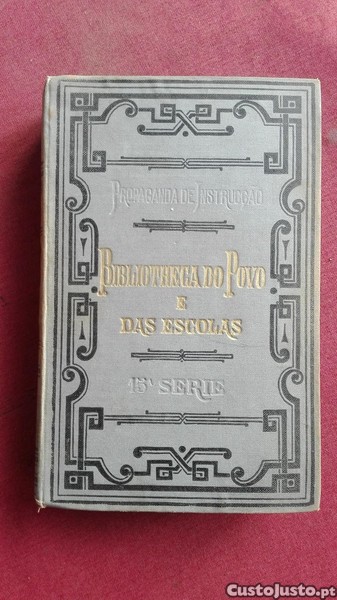 PROPAGANDA DE INSTRUCÇÃO
BIBLIOTHECA DO POVO
E
DAS ESCOLAS
15ª SERIE
CustoJusto.pt